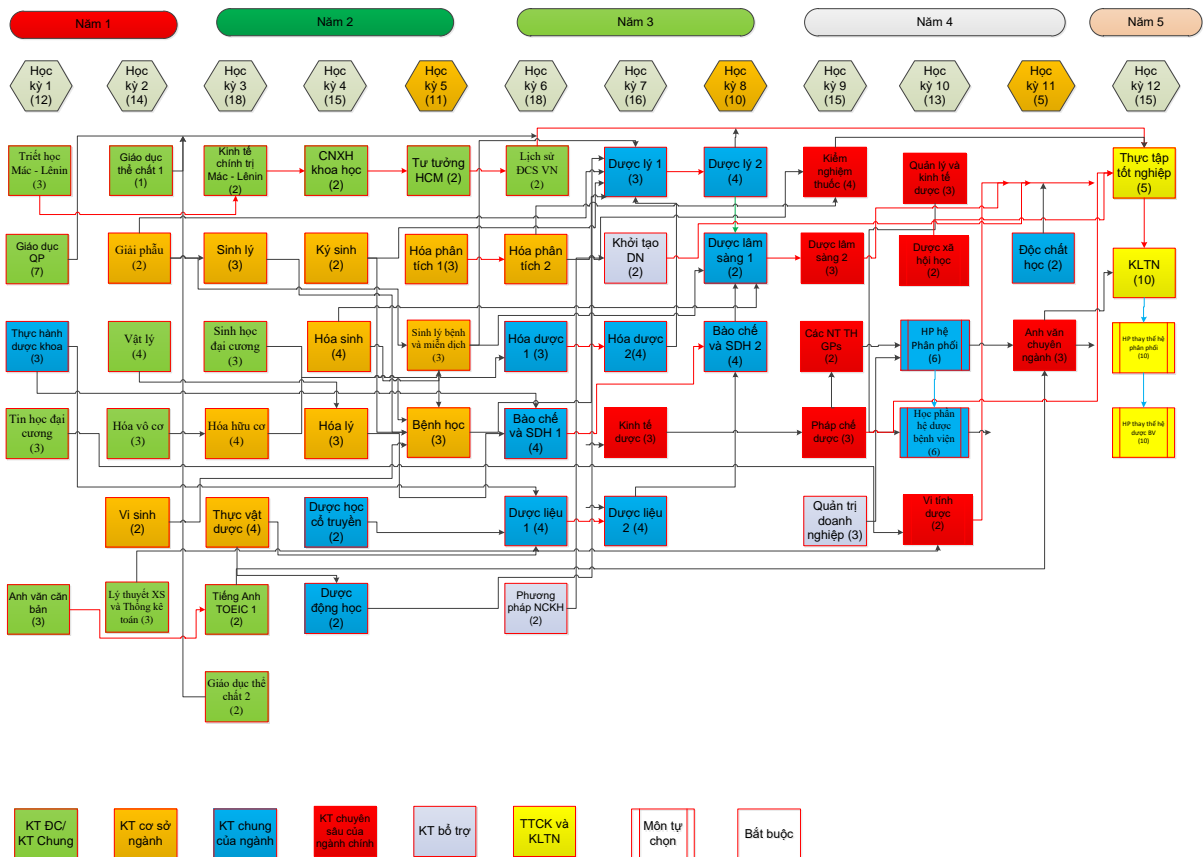 Năm 1
Năm 2
Năm 3
Năm 4
Năm 5
Học
kỳ 1
(12)
Học
kỳ 2
(14)
Học
kỳ 3
(18)
Học
kỳ 4
(15)
Học
kỳ 5
(11)
Học
kỳ 6
(18)
Học
kỳ 7
(16)
Học
kỳ 8
(10)
Học
kỳ 9
(15)
Học
kỳ 10
(13)
Học
kỳ 11
(5)
Học
kỳ 12
(15)
Triết học
Mác - Lênin
(3)
Giáo dục
thể chất 1
(1)
Kinh tế
chính trị
Mác - Lênin
(2)
CNXH
khoa học
(2)
Tư tưởng
HCM (2)
Lịch sử
ĐCS VN
(2)
Dược lý 1
(3)
Dược lý 2
(4)
Kiểm
nghiệm
thuốc (4)
Quản lý và
kinh tế
dược (3)
Thực tập
tốt nghiệp
(5)
Giáo dục
QP
(7)
Giải phẫu
(2)
Sinh lý
(3)
Ký sinh
(2)
Hóa phân
tích 1(3)
Hóa phân
tích 2
Khởi tạo
DN
(2)
Dược lâm
sàng 1
(2)
Dược lâm
sàng 2
(3)
Dược xã
hội học
(2)
Độc chất
học (2)
KLTN
(10)
Thực hành
dược khoa
(3)
Vật lý
(4)
Sinh học
đại cương
(3)
Hóa sinh
(4)
Sinh lý bệnh
và miễn dịch
(3)
Hóa dược
1 (3)
Hóa dược
2(4)
Bào chế
và SDH 2
(4)
Các NT TH
GPs
(2)
HP hệ
Phân phối
(6)
Anh văn
chuyên
ngành (3)
HP thay thế hệ
phân phối
(10)
Tin học đại
cương
(3)
Hóa vô cơ
(3)
Hóa hữu cơ
(4)
Hóa lý
(3)
Bệnh học
(3)
Bào chế
và SDH 1
(4)
Kinh tế
dược (3)
Pháp chế
dược (3)
Học phần
hệ dược
bệnh viện
(6)
HP thay thế hệ
dược BV
(10)
Vi sinh
(2)
Thực vật
dược (4)
Dược học
cổ truyền
(2)
Dược liệu
1 (4)
Dược liệu
2 (4)
Quản trị
doanh
nghiệp (3)
Vi tính
dược
(2)
Anh văn căn
bản
(3)
Lý thuyết XS
và Thống kê
toán (3)
Tiếng Anh
TOEIC 1
(2)
Dược
động học
(2)
Phương
pháp NCKH
(2)
Giáo dục thể
chất 2
(2)
KT ĐC/
KT Chung
KT cơ sở
ngành
KT chung
của ngành
KT chuyên
sâu của
ngành chính
KT bổ trợ
TTCK và
KLTN
Môn tự
chọn
Bắt buộc